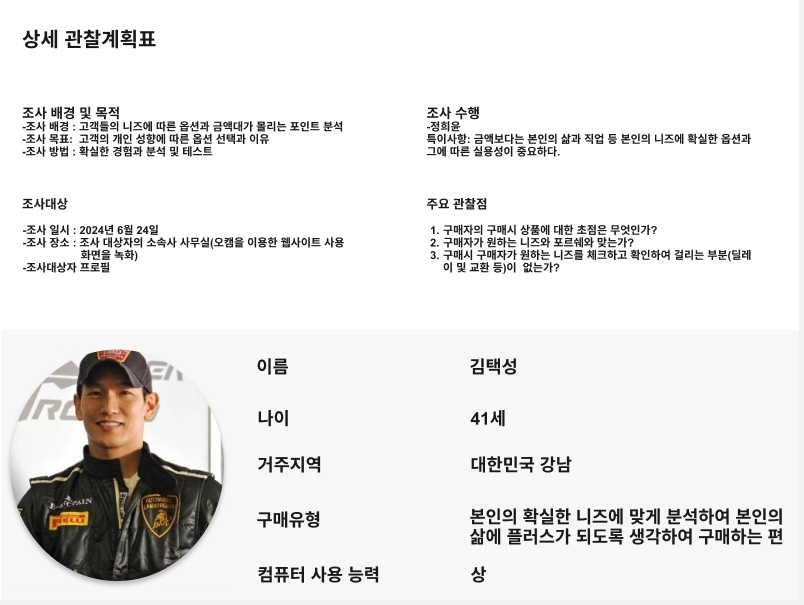 상세 관찰계획표
조사 배경 및 목적
-조사 배경 : 고객들의 니즈에 따른 옵션과 금액대가 몰리는 포인트 분석
-조사 목표: 고객의 개인 성향에 따른 옵션 선택과 이유
-조사 방법 : 확실한 경험과 분석 및 테스트
조사 수행
-정희윤
특이사항: 금액보다는 본인의 삶과 직업 등 본인의 니즈에 확실한 옵션과
그에 따른 실용성이 중요하다.
조사대상
-조사 일시 : 2024년 6월 24일
-조사 장소 : 조사 대상자의 소속사 사무실(오캠을 이용한 웹사이트 사용
화면을 녹화)
-조사대상자 프로필
주요 관찰점
1. 구매자의 구매시 상품에 대한 초점은 무엇인가?
2. 구매자가 원하는 니즈와 포르쉐와 맞는가?
3. 구매시 구매자가 원하는 니즈를 체크하고 확인하여 걸리는 부분(딜레
이 및 교환 등)이 없는가?
이름 김택성
나이 41세
거주지역 대한민국 강남
구매유형 본인의 확실한 니즈에 맞게 분석하여 본인의
삶에 플러스가 되도록 생각하여 구매하는 편
컴퓨터 사용 능력 상
PIRELLI
AUTOMOBILI
LAMBORGHINI